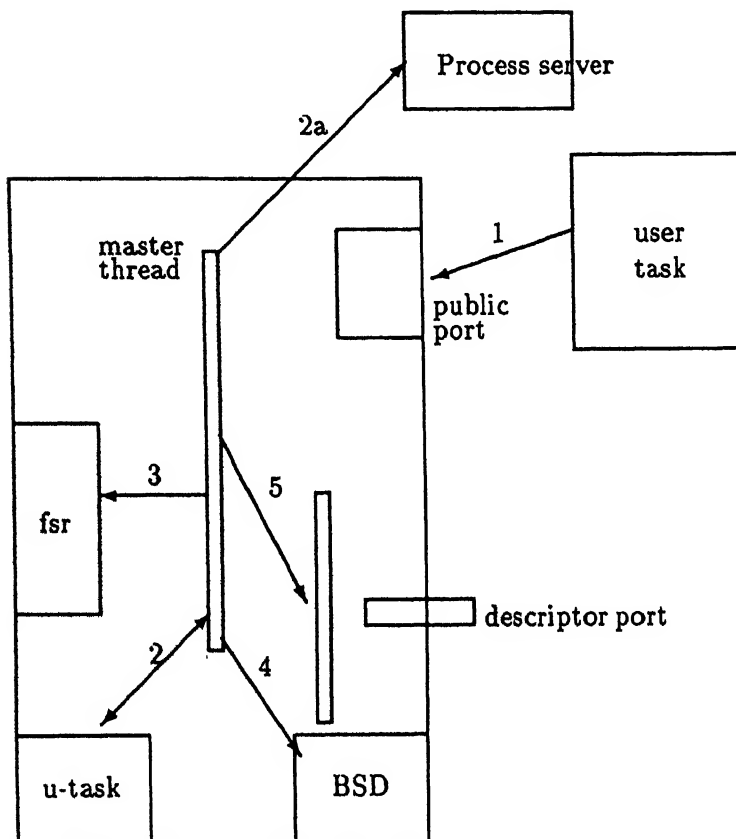 Process server
2a
1
user
task
master
thread
public
port
3
5
fsr
descriptor port
2
4
u-task
BSD